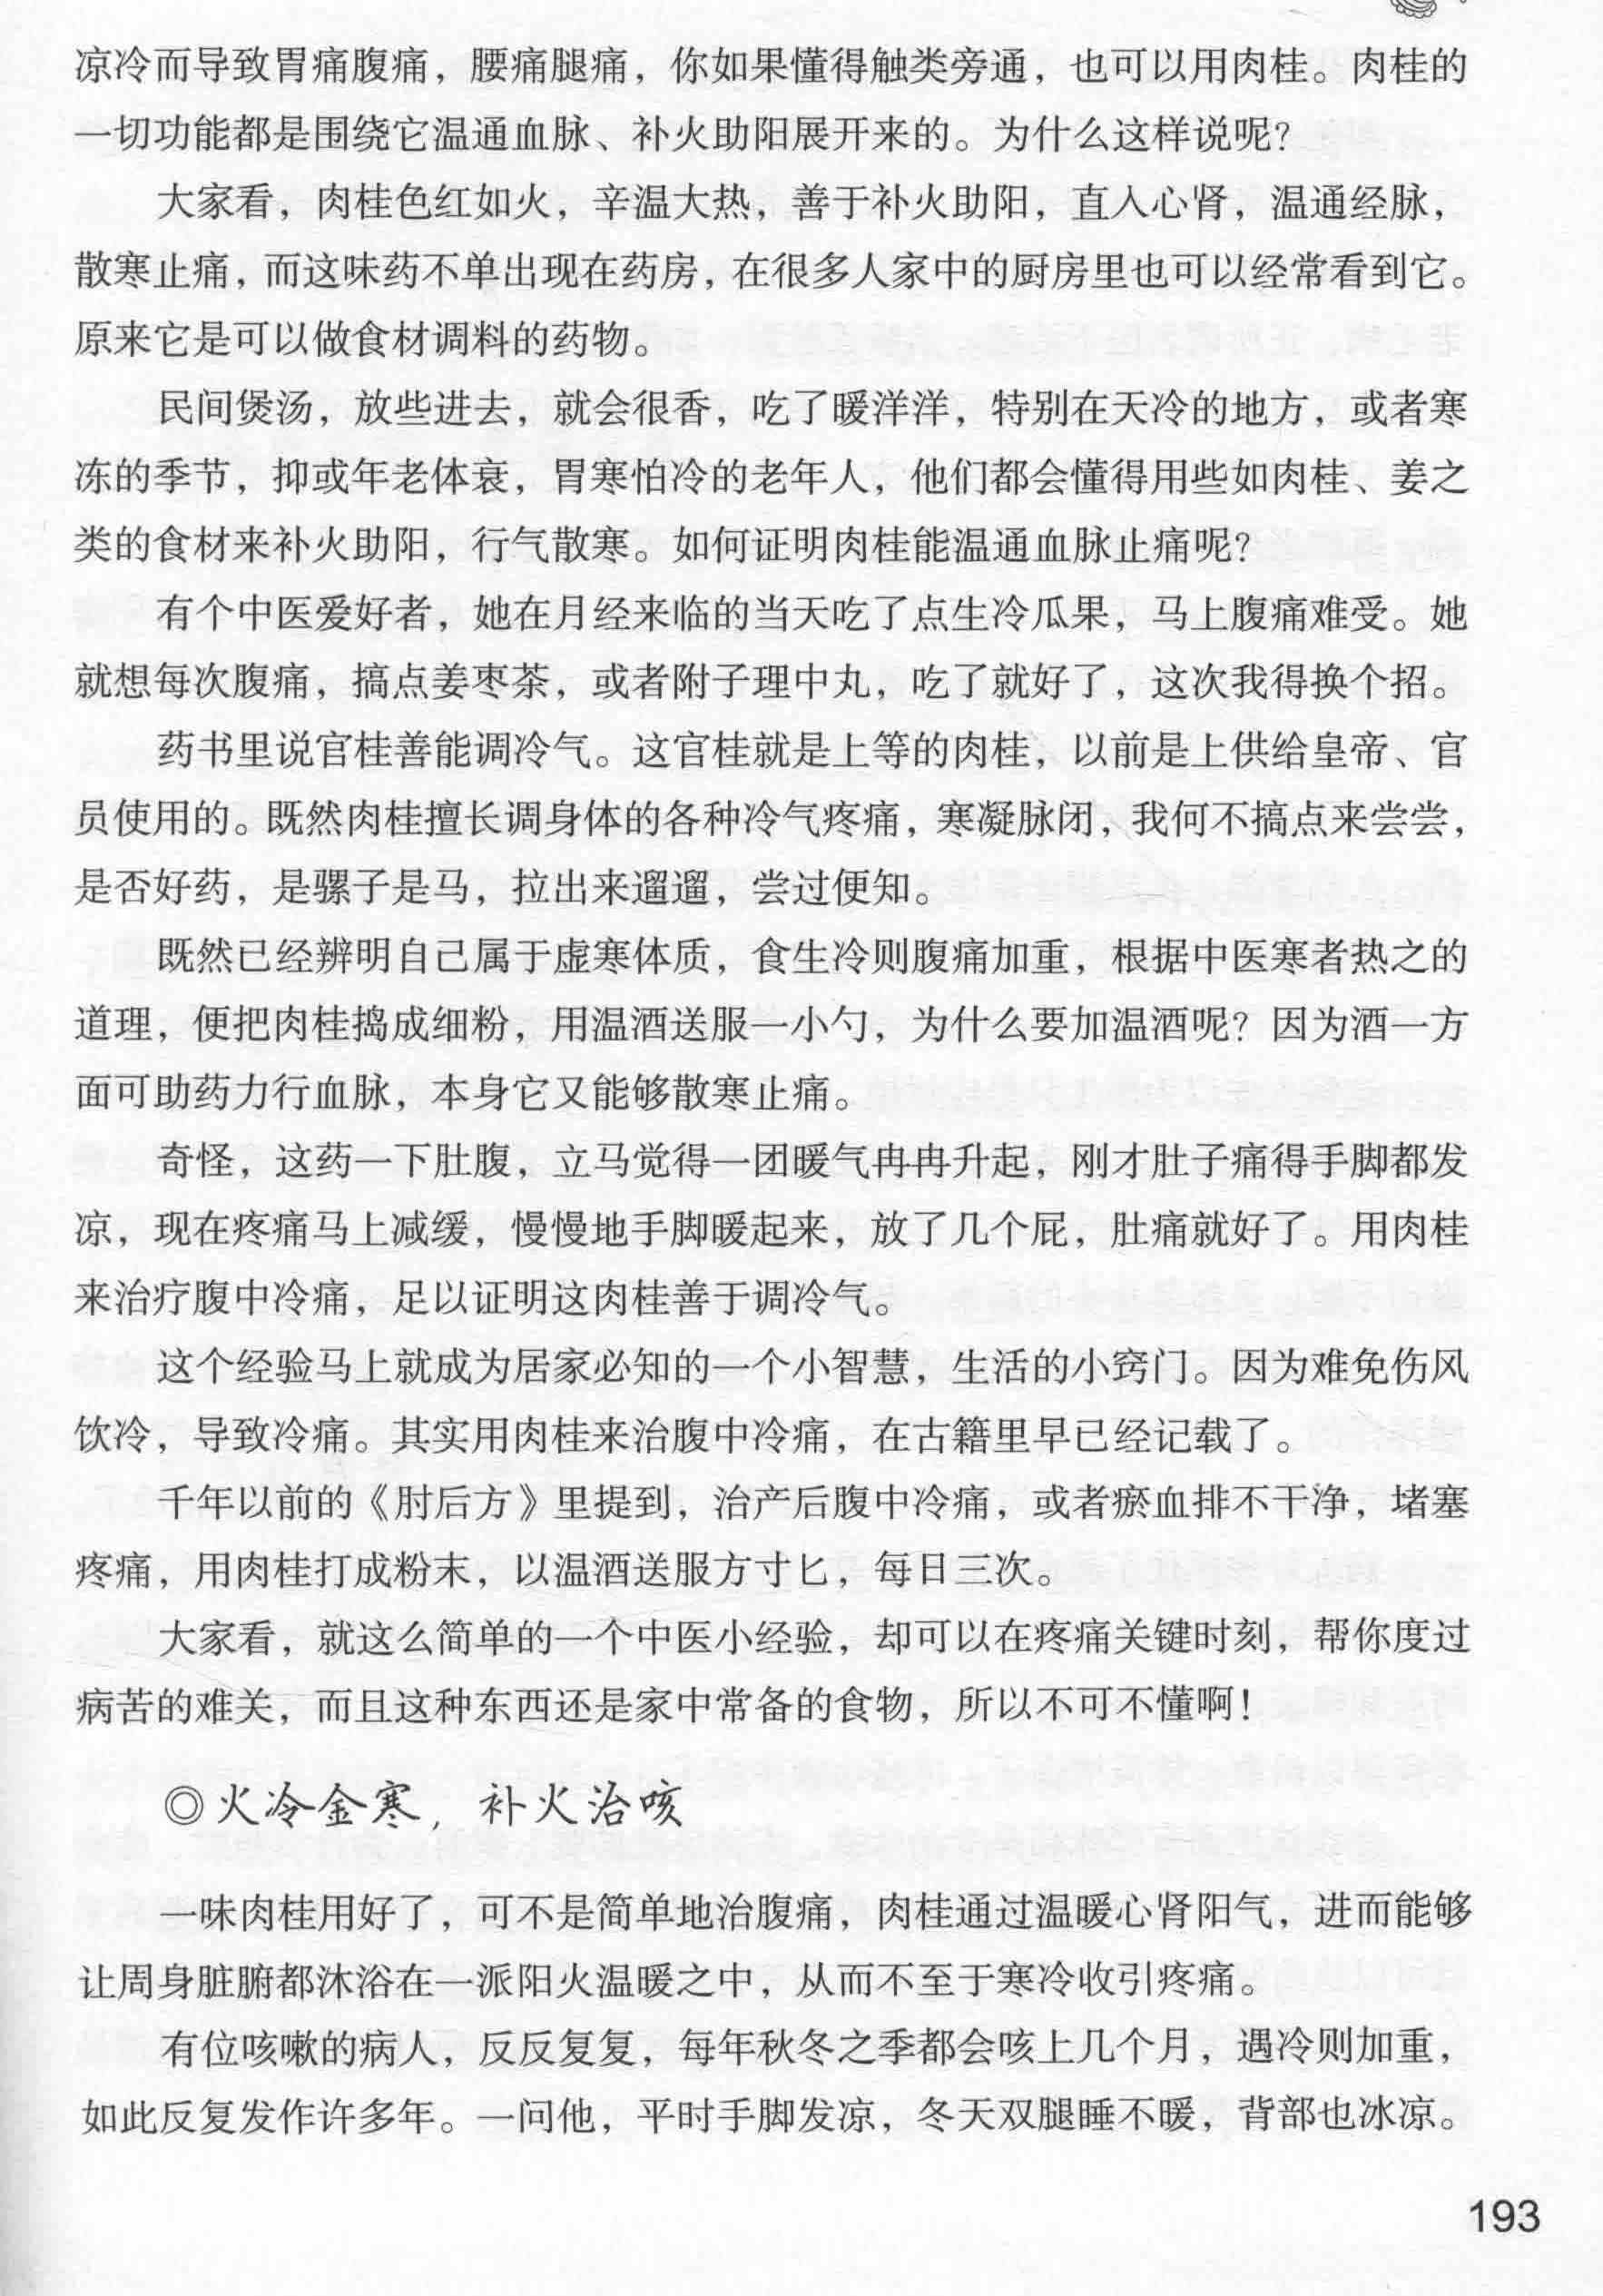 凉冷而导致胃痛腹痛，腰痛腿痛，你如果懂得触类旁通，也可以用肉桂。肉桂的
一切功能都是围绕它温通血脉、补火助阳展开来的。为什么这样说呢？
大家看，肉桂色红如火，辛温大热，善于补火助阳，直入心肾，温通经脉，
散寒止痛，而这味药不单出现在药房，在很多人家中的厨房里也可以经常看到它。
原来它是可以做食材调料的药物。
民间煲汤，放些进去，就会很香，吃了暖洋洋，特别在天冷的地方，或者寒
冻的季节，抑或年老体衰，胃寒怕冷的老年人，他们都会懂得用些如肉桂、姜之
类的食材来补火助阳，行气散寒。如何证明肉桂能温通血脉止痛呢？
有个中医爱好者，她在月经来临的当天吃了点生冷瓜果，马上腹痛难受。她
就想每次腹痛，搞点姜枣茶，或者附子理中丸，吃了就好了，这次我得换个招。
药书里说官桂善能调冷气。这官桂就是上等的肉桂，以前是上供给皇帝、官
员使用的。既然肉桂擅长调身体的各种冷气疼痛，寒凝脉闭，我何不搞点来尝尝，
是否好药，是骡子是马，拉出来遛遛，尝过便知。
既然已经辨明自己属于虚寒体质，食生冷则腹痛加重，根据中医寒者热之的
道理，便把肉桂捣成细粉，用温酒送服一小勺，为什么要加温酒呢？因为酒一方
面可助药力行血脉，本身它又能够散寒止痛。
奇怪，这药一下肚腹，立马觉得一团暖气冉冉升起，刚才肚子痛得手脚都发
凉，现在疼痛马上减缓，慢慢地手脚暖起来，放了几个屁，肚痛就好了。用肉桂
来治疗腹中冷痛，足以证明这肉桂善于调冷气。
这个经验马上就成为居家必知的一个小智慧，生活的小窍门。因为难免伤风
饮冷，导致冷痛。其实用肉桂来治腹中冷痛，在古籍里早已经记载了。
千年以前的《肘后方》里提到，治产后腹中冷痛，或者瘀血排不干净，堵塞
疼痛，用肉桂打成粉末，以温酒送服方寸匕，每日三次。
大家看，就这么简单的一个中医小经验，却可以在疼痛关键时刻，帮你度过
病苦的难关，而且这种东西还是家中常备的食物，所以不可不懂啊！
◎火冷金寒，补火治咳
一味肉桂用好了，可不是简单地治腹痛，肉桂通过温暖心肾阳气，进而能够
让周身脏腑都沐浴在一派阳火温暖之中，从而不至于寒冷收引疼痛。
有位咳嗽的病人，反反复复，每年秋冬之季都会咳上几个月，遇冷则加重，
如此反复发作许多年。一问他，平时手脚发凉，冬天双腿睡不暖，背部也冰凉。
193